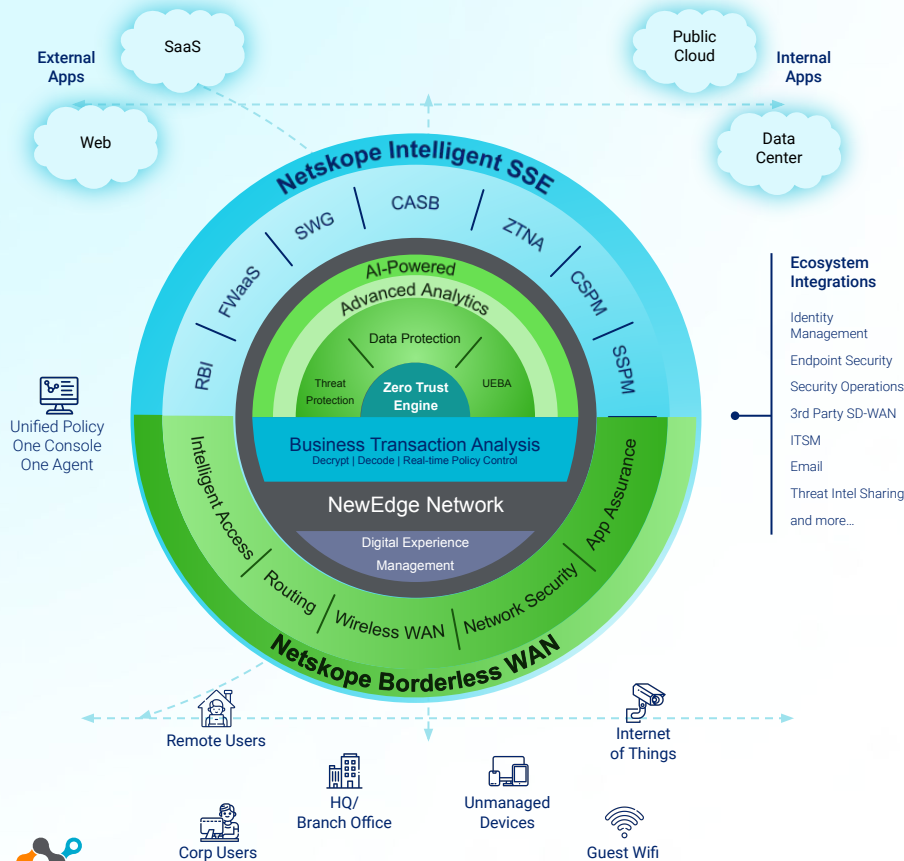 SaaS
External
Apps
Web
Public
Cloud
Internal
Apps
Data
Center
Netskope Intelligent SSE
RBI
FWaaS
SWG
CASB
ZTNA
CSPM
SSPM
AI-Powered
Advanced Analytics
Data Protection
Threat
Protection
UEBA
Zero Trust
Engine
Business Transaction Analysis
Decrypt | Decode | Real-time Policy Control
NewEdge Network
Digital Experience
Management
Intelligent Access
Routing
Wireless WAN
Network Security
App Assurance
Netskope Borderless WAN
Unified Policy
One Console
One Agent
Ecosystem
Integrations
Identity
Management
Endpoint Security
Security Operations
3rd Party SD-WAN
ITSM
Email
Threat Intel Sharing
and more…
Remote Users
Internet
of Things
HQ/
Branch Office
Unmanaged
Devices
Corp Users
Guest Wifi